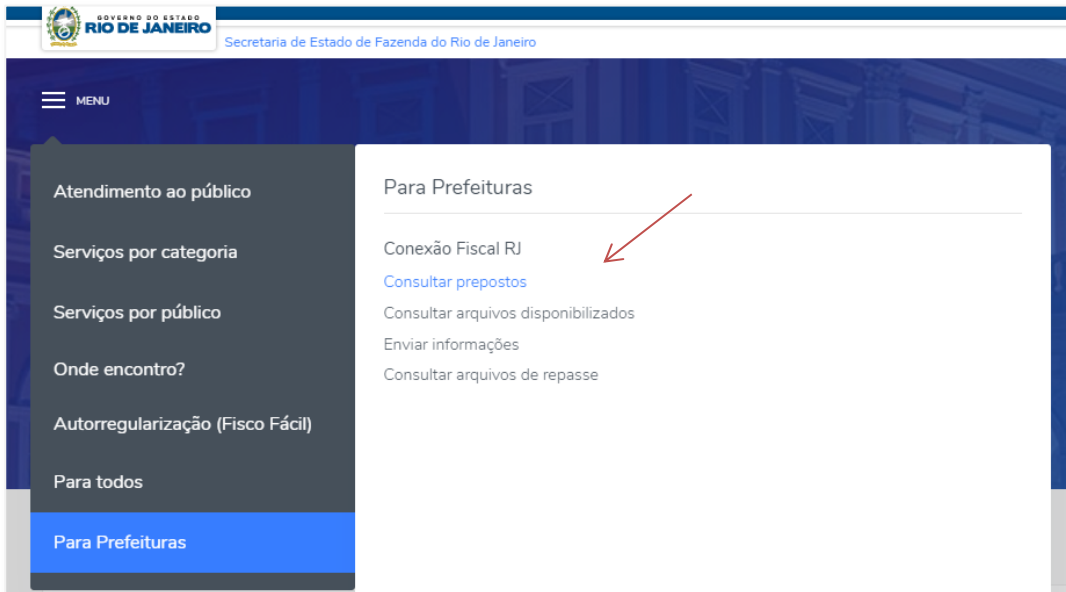 GOVERNO DO ESTADO
RIO DE JANEIRO
Secretaria de Estado de Fazenda do Rio de Janeiro
MENU
Atendimento ao público
Serviços por categoria
Serviços por público
Onde encontro?
Autorregularização (Fisco Fácil)
Para todos
Para Prefeituras
Para Prefeituras
Conexão Fiscal RJ
Consultar prepostos
Consultar arquivos disponibilizados
Enviar informações
Consultar arquivos de repasse